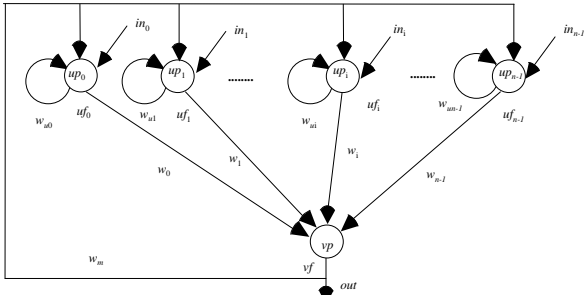 in0 in1 ini inn-1
up0 up1 upi upn-1
........ ........
wu0 uf0 wu1 uf1 wui ufi wun-1 ufn-1
w0 w1 wi wn-1
vp
wm vf
out